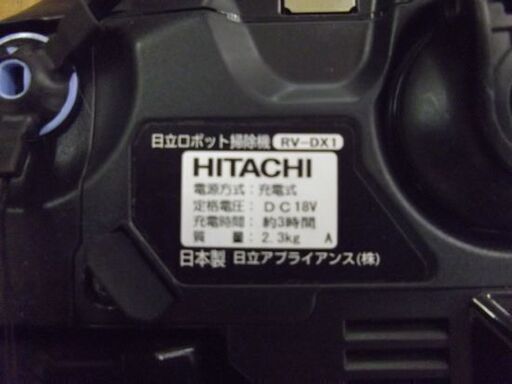 日立ロボット掃除機 RV-DX1
HITACHI
電源方式：充電式
定格電圧：DC18V
充電時間：約3時間
質量：2.3kg A
日本製 日立アプライアンス(株)